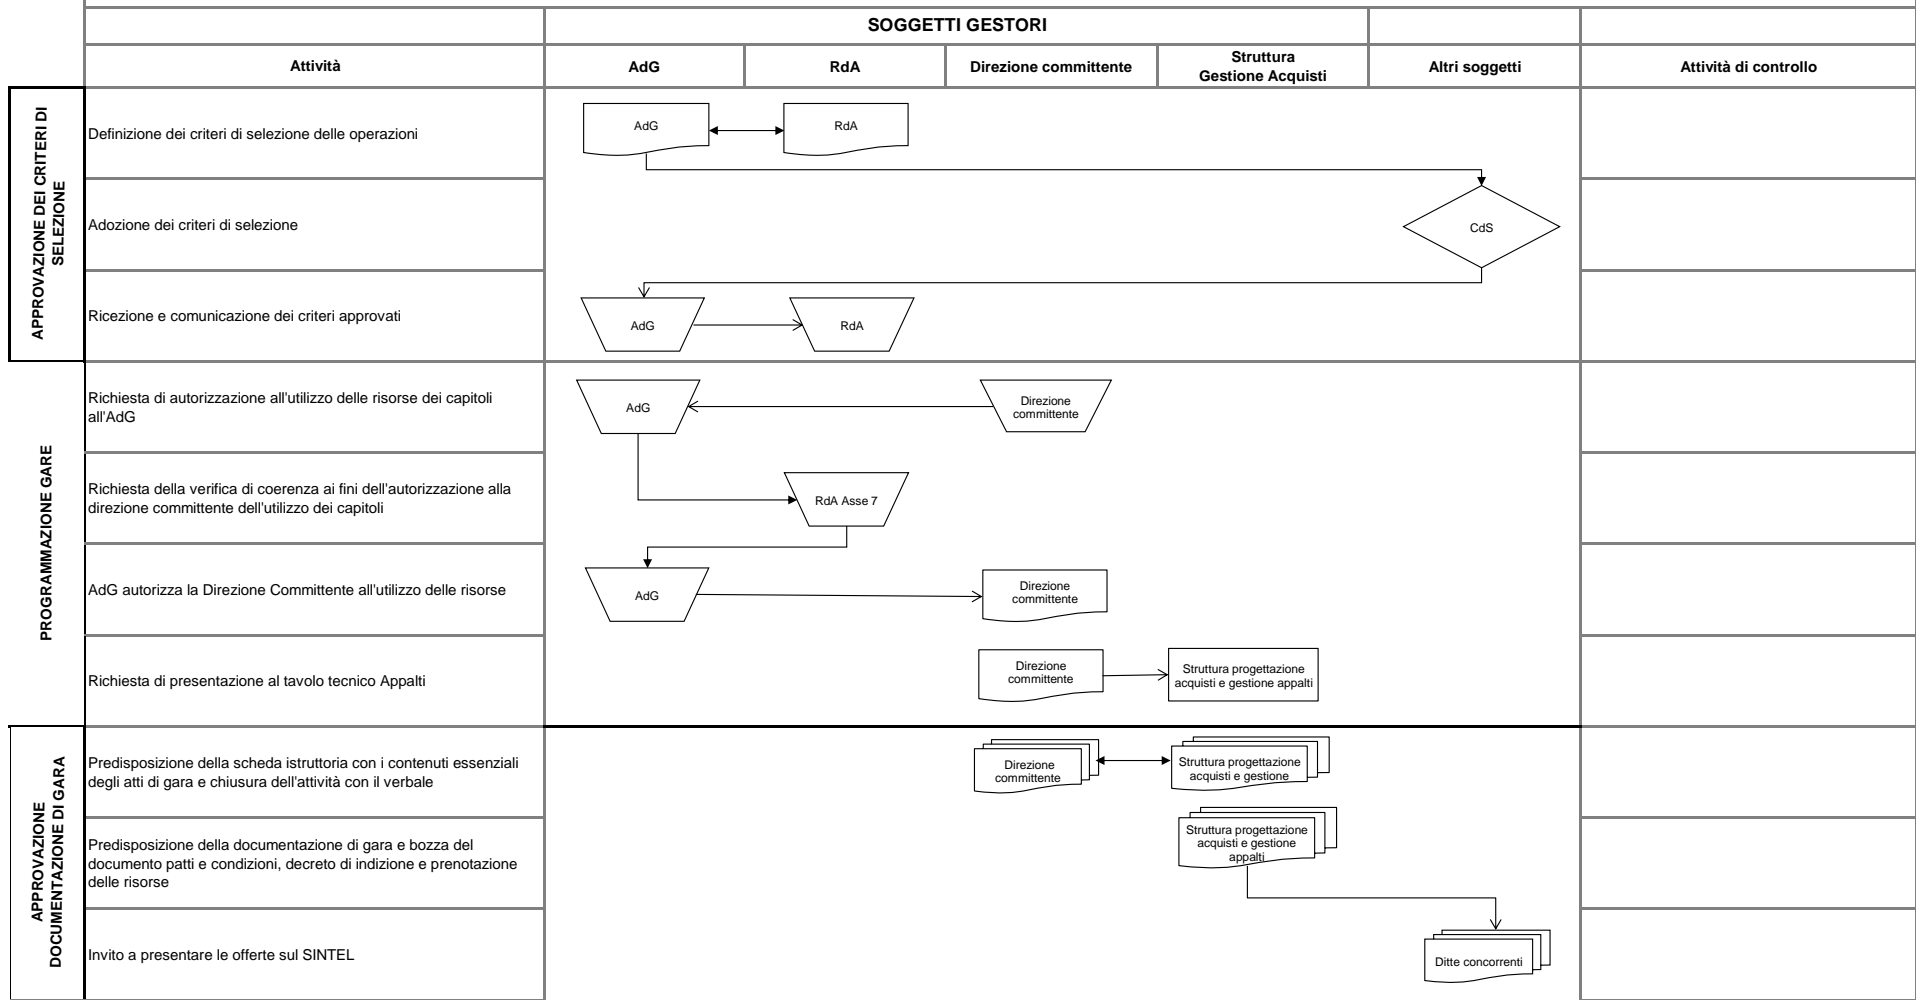 SOGGETTI GESTORI
Attività
AdG
RdA
Direzione committente
Struttura
Gestione Acquisti
Altri soggetti
Attività di controllo
APPROVAZIONE DEI CRITERI DI
SELEZIONE
Definizione dei criteri di selezione delle operazioni
AdG
RdA
Adozione dei criteri di selezione
CdS
Ricezione e comunicazione dei criteri approvati
AdG
RdA
PROGRAMMAZIONE GARE
Richiesta di autorizzazione all'utilizzo delle risorse dei capitoli
all'AdG
AdG
Direzione
committente
Richiesta della verifica di coerenza ai fini dell'autorizzazione alla
direzione committente dell'utilizzo dei capitoli
RdA Asse 7
AdG autorizza la Direzione Committente all'utilizzo delle risorse
AdG
Direzione
committente
Richiesta di presentazione al tavolo tecnico Appalti
Direzione
committente
Struttura progettazione
acquisti e gestione appalti
APPROVAZIONE
DOCUMENTAZIONE DI GARA
Predisposizione della scheda istruttoria con i contenuti essenziali
degli atti di gara e chiusura dell'attività con il verbale
Direzione
committente
Struttura progettazione
acquisti e gestione
Predisposizione della documentazione di gara e bozza del
documento patti e condizioni, decreto di indizione e prenotazione
delle risorse
Struttura progettazione
acquisti e gestione
appalti
Invito a presentare le offerte sul SINTEL
Ditte concorrenti